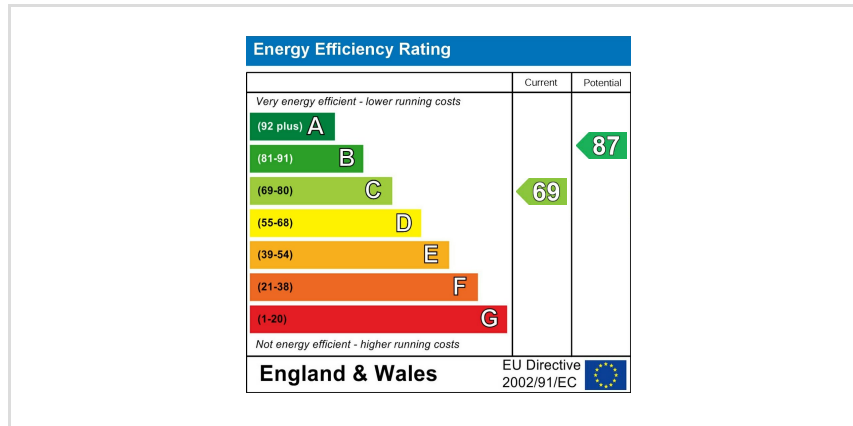 Energy Efficiency Rating
Current Potential
Very energy efficient - lower running costs
(92 plus) A
(81-91) B
87
(69-80) C
69
(55-68) D
(39-54) E
(21-38) F
(1-20) G
Not energy efficient - higher running costs
England & Wales
EU Directive
2002/91/EC